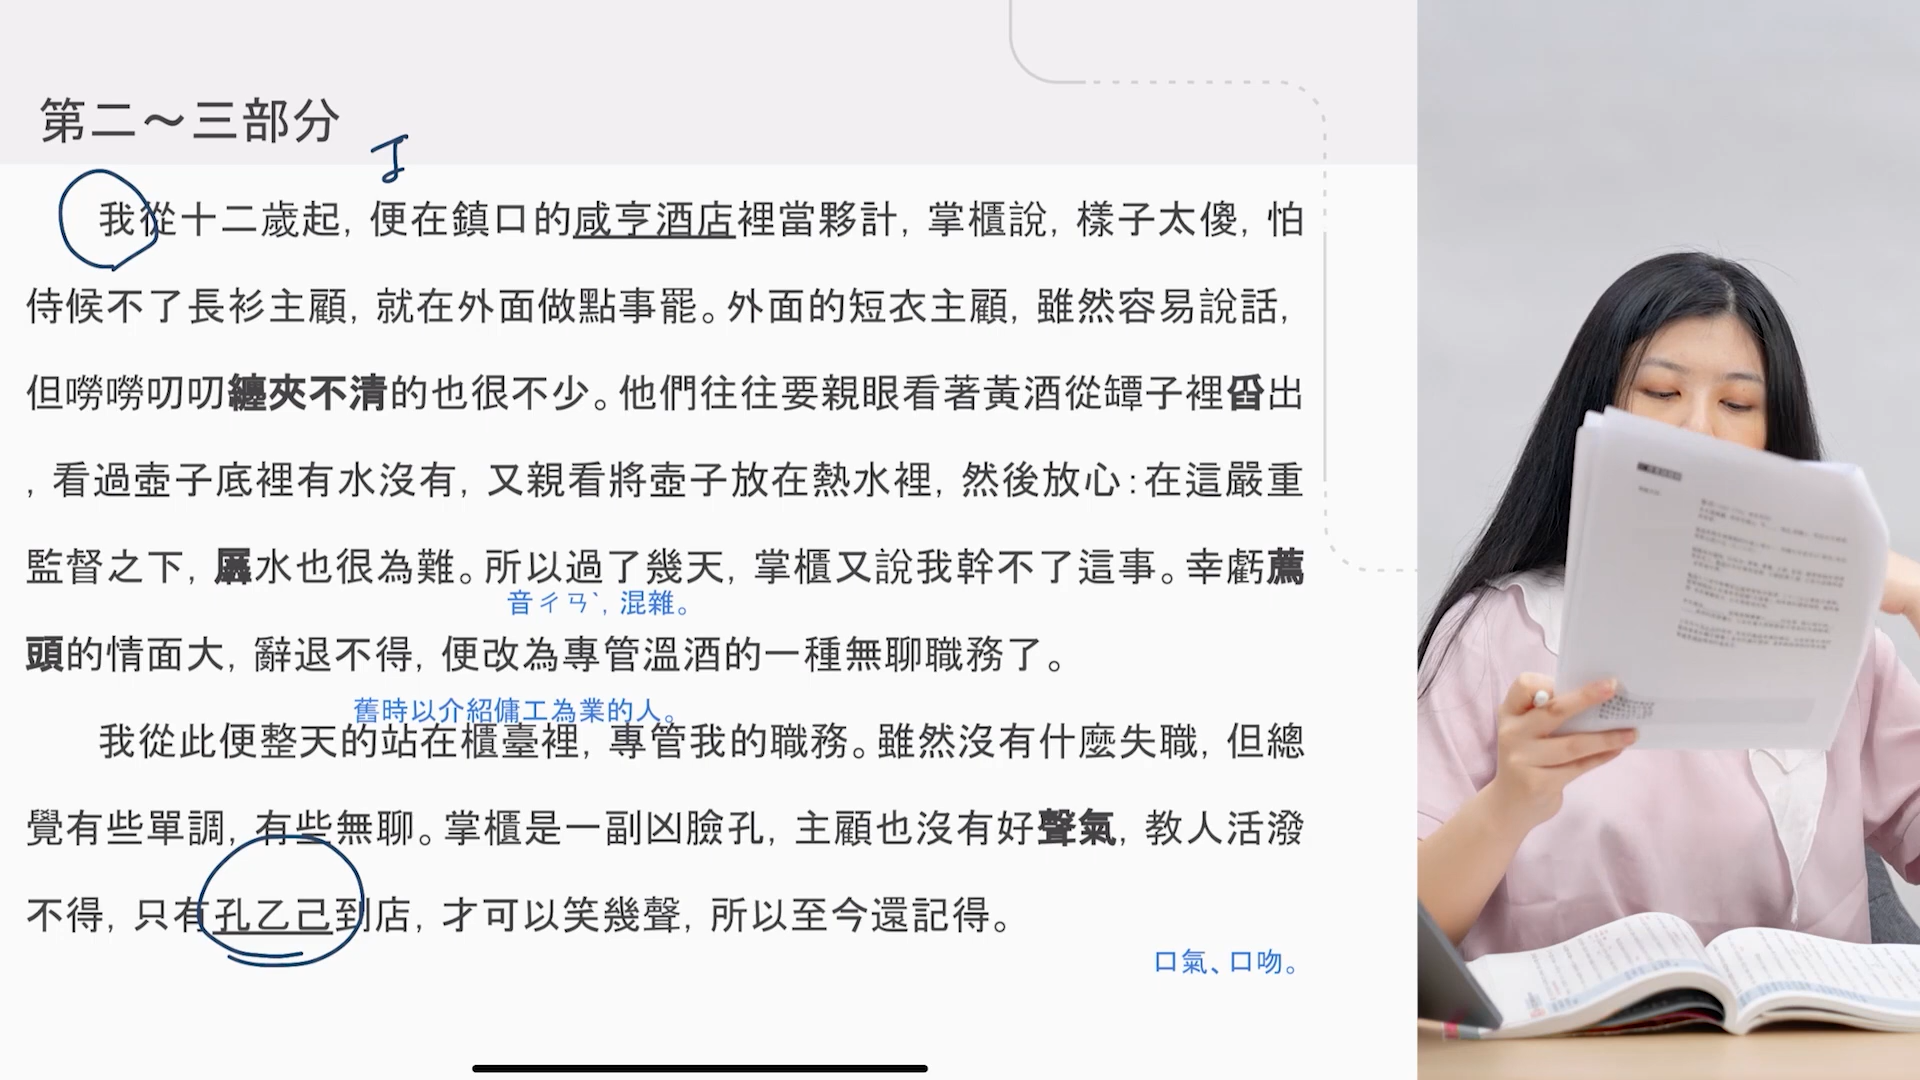 第二～三部分
我從十二歲起，便在鎮口的咸亨酒店裡當夥計，掌櫃說，樣子太傻，怕
侍候不了長衫主顧，就在外面做點事罷。外面的短衣主顧，雖然容易說話，
但嘮嘮叨叨纏夾不清的也很不少。他們往往要親眼看著黃酒從罈子裡舀出
，看過壺子底裡有水沒有，又親看將壺子放在熱水裡，然後放心：在這嚴重
監督之下，羼水也很為難。所以過了幾天，掌櫃又說我幹不了這事。幸虧薦
音ㄔㄢˋ，混雜。
頭的情面大，辭退不得，便改為專管溫酒的一種無聊職務了。
舊時以介紹傭工為業的人。
我從此便整天的站在櫃臺裡，專管我的職務。雖然沒有什麼失職，但總
覺有些單調，有些無聊。掌櫃是一副凶臉孔，主顧也沒有好聲氣，教人活潑
不得，只有孔乙己到店，才可以笑幾聲，所以至今還記得。
口氣、口吻。